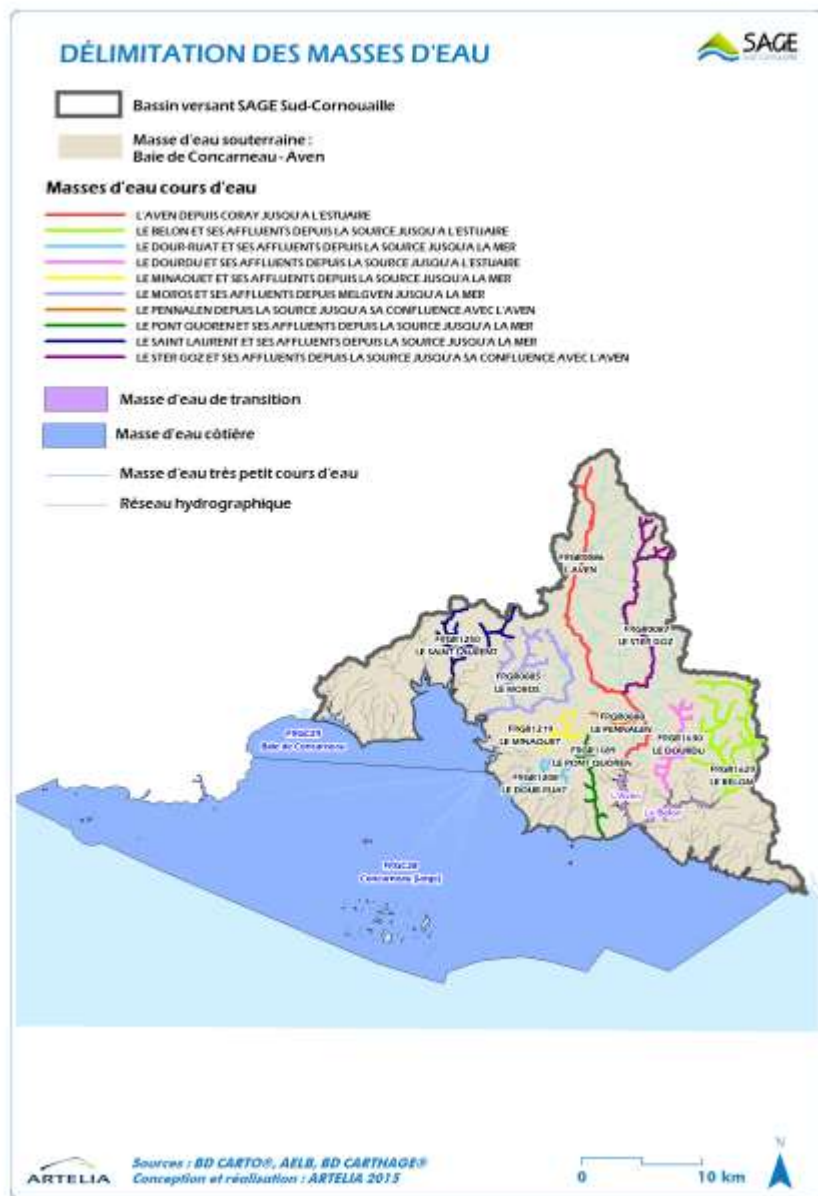 DÉLIMITATION DES MASSES D'EAU
SAGE
Bassin versant SAGE Sud-Cornouaille
Masse d'eau souterraine :
Baie de Concarneau - Aven
Masses d'eau cours d'eau
L'AVEN DEPUIS CORAY JUSQU'A L'ESTUAIRE
LE BELON ET SES AFFLUENTS DEPUIS LA SOURCE JUSQU'A L'ESTUAIRE
LE DOUR-RUAT ET SES AFFLUENTS DEPUIS LA SOURCE JUSQU'A LA MER
LE DOURDU ET SES AFFLUENTS DEPUIS LA SOURCE JUSQU'A L'ESTUAIRE
LE MINAOUET ET SES AFFLUENTS DEPUIS LA SOURCE JUSQU'A LA MER
LE MOROS ET SES AFFLUENTS DEPUIS MELGVEN JUSQU'A LA MER
LE PENNALEN DEPUIS LA SOURCE JUSQU'A SA CONFLUENCE AVEC L'AVEN
LE PONT QUOREN ET SES AFFLUENTS DEPUIS LA SOURCE JUSQU'A LA MER
LE SAINT LAURENT ET SES AFFLUENTS DEPUIS LA SOURCE JUSQU'A LA MER
LE STER GOZ ET SES AFFLUENTS DEPUIS LA SOURCE JUSQU'A SA CONFLUENCE AVEC L'AVEN
Masse d'eau de transition
Masse d'eau côtière
Masse d'eau très petit cours d'eau
Réseau hydrographique
L'AVEN
LE STER GOZ
FRGR1250
LE SAINT LAURENT
LE MOROS
FRGR1219
LE MINAOUET
LE PENNALEN
LE DOURDU
LE PONT QUOREN
LE DOUR-RUAT
LE BELON
L'Aven
Le Belon
FRGC29
Baie de Concarneau
FRGC28
Concarneau (large)
ARTELIA
Sources : BD CARTO®, AELB, BD CARTHAGE®
Conception et réalisation : ARTELIA 2015
0 10 km
N